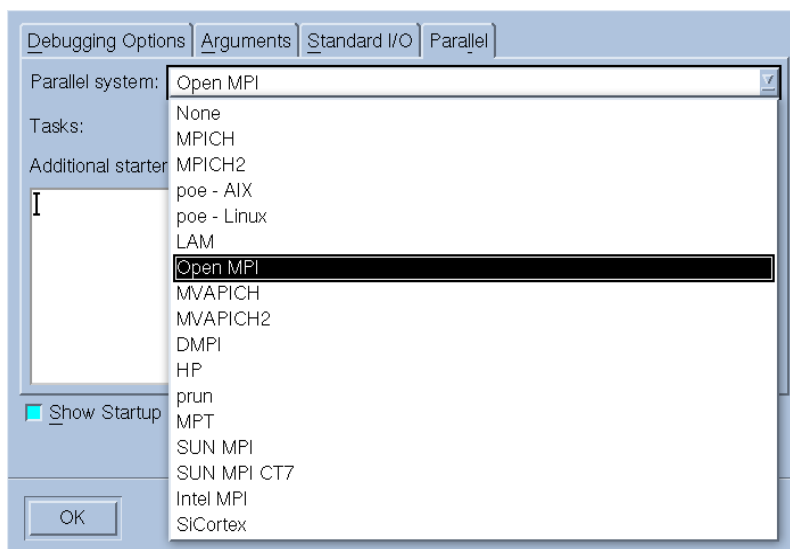 Debugging Options Arguments Standard I/O Parallel
Parallel system: Open MPI
None
Tasks:
MPICH
Additional starter MPICH2
poe - AIX
poe - Linux
LAM
Open MPI
MVAPICH
MVAPICH2
DMPI
HP
prun
Show Startup
MPT
SUN MPI
SUN MPI CT7
Intel MPI
OK
SiCortex